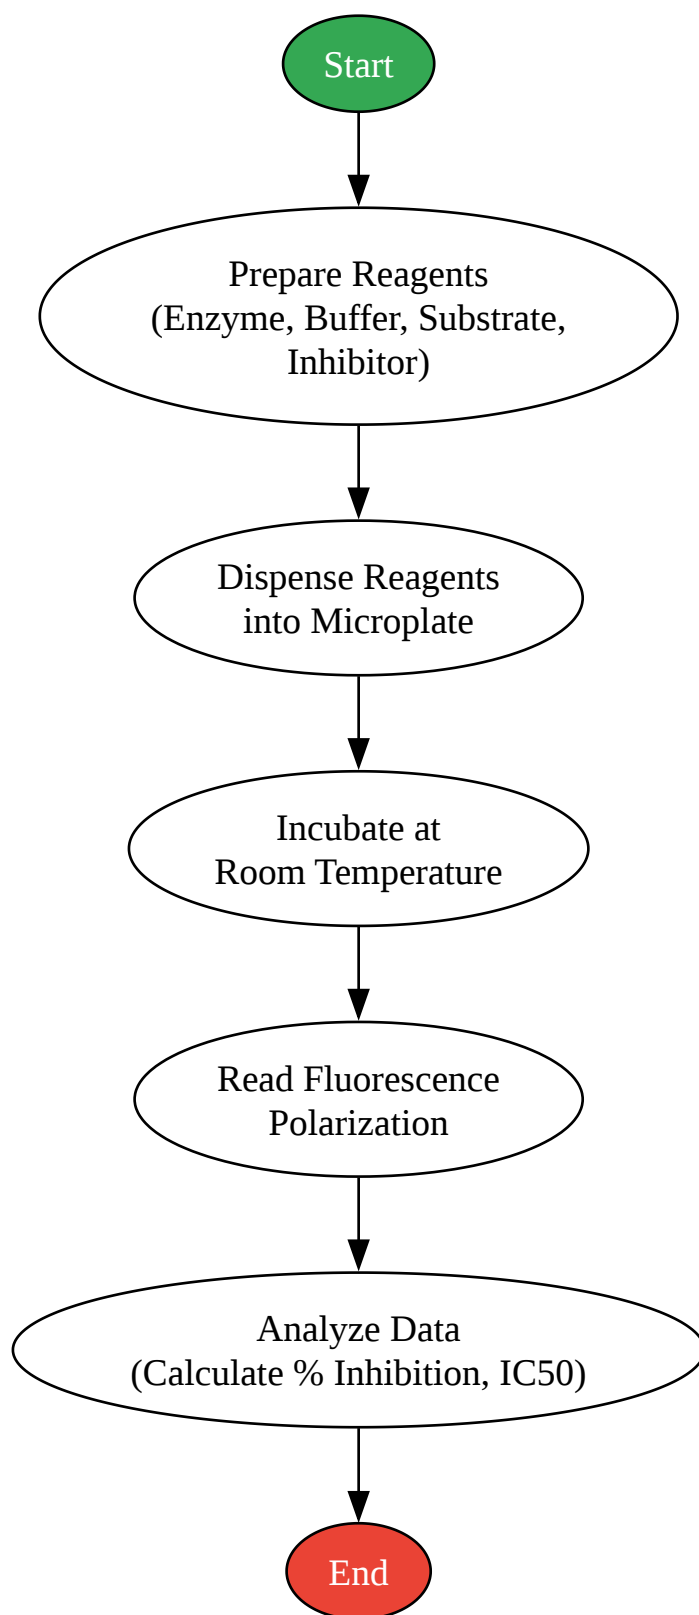 Start
Prepare Reagents
(Enzyme, Buffer, Substrate,
Inhibitor)
Dispense Reagents
into Microplate
Incubate at
Room Temperature
Read Fluorescence
Polarization
Analyze Data
(Calculate % Inhibition, IC50)
End